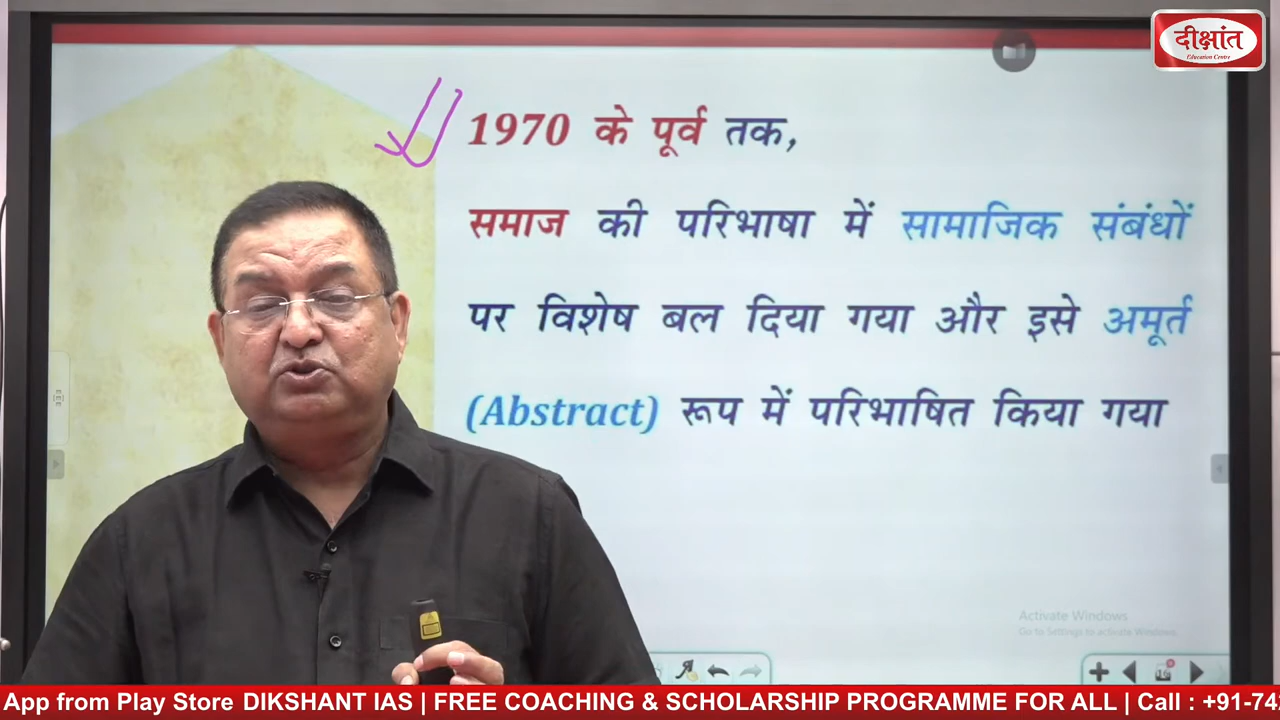 दीक्षांत
Education Centre
1970 के पूर्व तक,
समाज की परिभाषा में सामाजिक संबंधों
पर विशेष बल दिया गया और इसे अमूर्त
(Abstract) रूप में परिभाषित किया गया
Activate Windows
Go to Settings to activate Windows.
App from Play Store DIKSHANT IAS | FREE COACHING & SCHOLARSHIP PROGRAMME FOR ALL | Call : +91-74